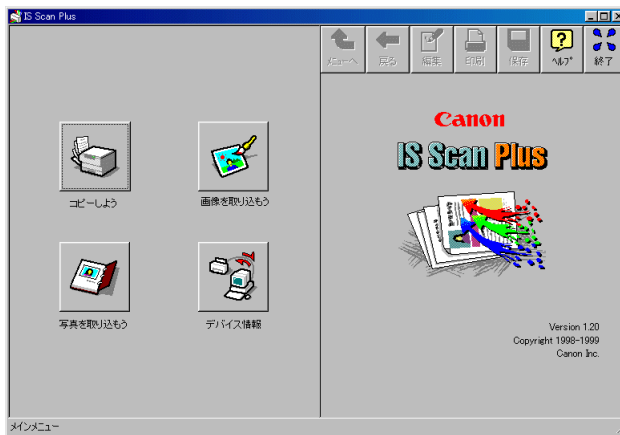 IS Scan Plus
メニューへ
戻る
編集
印刷
保存
ヘルプ
終了
コピーしよう
画像を取り込もう
写真を取り込もう
デバイス情報
Canon
IS Scan Plus
Version 1.20
Copyright 1998-1999
Canon Inc.
メインメニュー